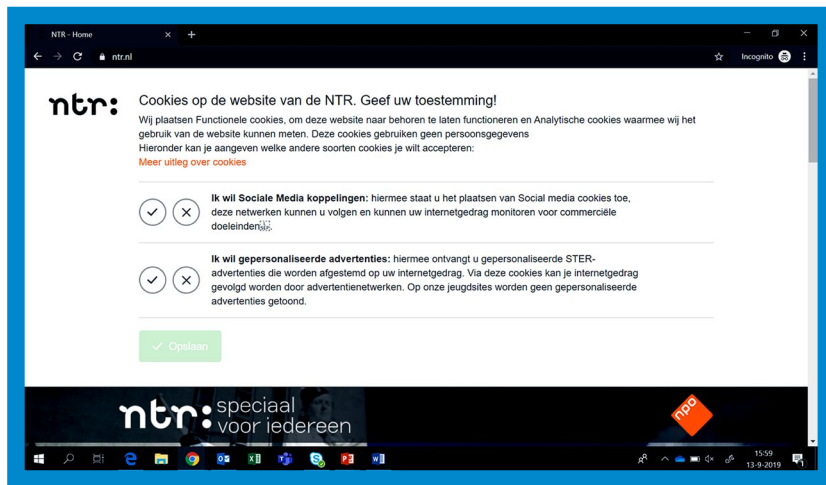 NTR - Home
ntr.nl
Incognito
ntr:
Cookies op de website van de NTR. Geef uw toestemming!
Wij plaatsen Functionele cookies, om deze website naar behoren te laten functioneren en Analytische cookies waarmee wij het
gebruik van de website kunnen meten. Deze cookies gebruiken geen persoonsgegevens
Hieronder kan je aangeven welke andere soorten cookies je wilt accepteren:
Meer uitleg over cookies
Ik wil Sociale Media koppelingen: hiermee staat u het plaatsen van Social media cookies toe,
deze netwerken kunnen u volgen en kunnen uw internetgedrag monitoren voor commerciële
doeleinden.
Ik wil gepersonaliseerde advertenties: hiermee ontvangt u gepersonaliseerde STER-
advertenties die worden afgestemd op uw internetgedrag. Via deze cookies kan je internetgedrag
gevolgd worden door advertentienetwerken. Op onze jeugdsites worden geen gepersonaliseerde
advertenties getoond.
Opslaan
ntr: speciaal
voor iedereen
npo
15:59
13-9-2019